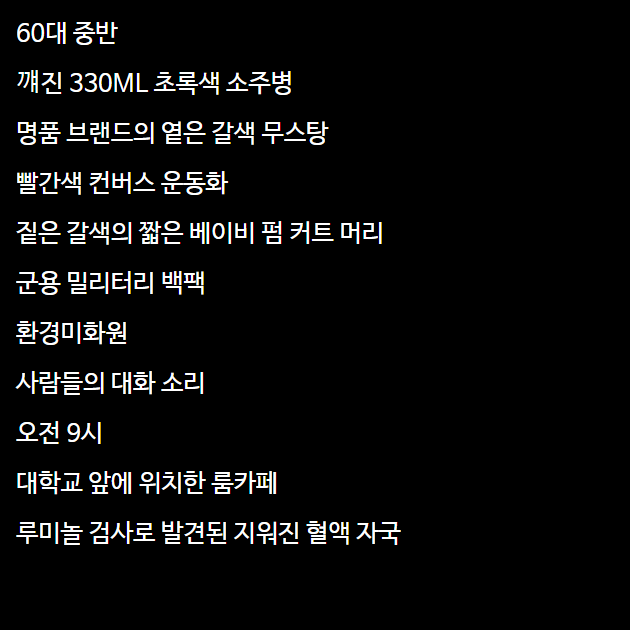 60대 중반
깨진 330ML 초록색 소주병
명품 브랜드의 옅은 갈색 무스탕
빨간색 컨버스 운동화
짙은 갈색의 짧은 베이비 펌 커트 머리
군용 밀리터리 백팩
환경미화원
사람들의 대화 소리
오전 9시
대학교 앞에 위치한 룸카페
루미놀 검사로 발견된 지워진 혈액 자국